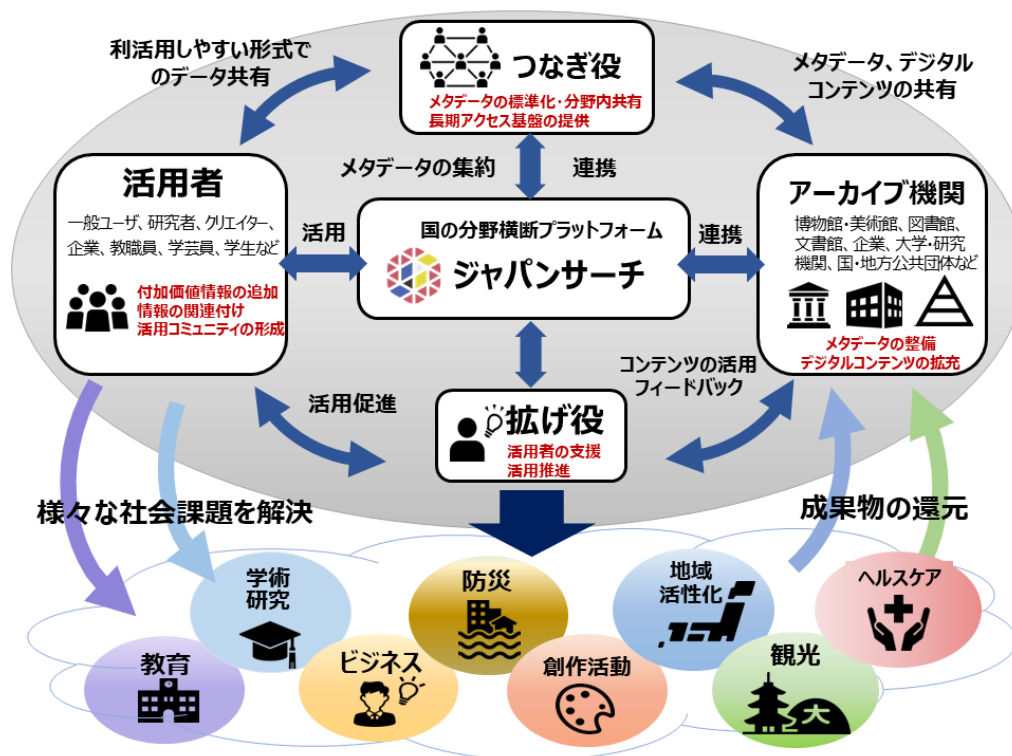 利活用しやすい形式で
のデータ共有
つなぎ役
メタデータの標準化・分野内共有
長期アクセス基盤の提供
メタデータ、デジタル
コンテンツの共有
メタデータの集約
連携
活用者
一般ユーザ、研究者、クリエイター、
企業、教職員、学芸員、学生など
付加価値情報の追加
情報の関連付け
活用コミュニティの形成
活用
国の分野横断プラットフォーム
ジャパンサーチ
連携
アーカイブ機関
博物館・美術館、図書館、
文書館、企業、大学・研究
機関、国・地方公共団体など
メタデータの整備
デジタルコンテンツの拡充
活用促進
コンテンツの活用
フィードバック
拡げ役
活用者の支援
活用推進
様々な社会課題を解決
成果物の還元
教育
学術
研究
ビジネス
防災
創作活動
地域
活性化
観光
大
ヘルスケア